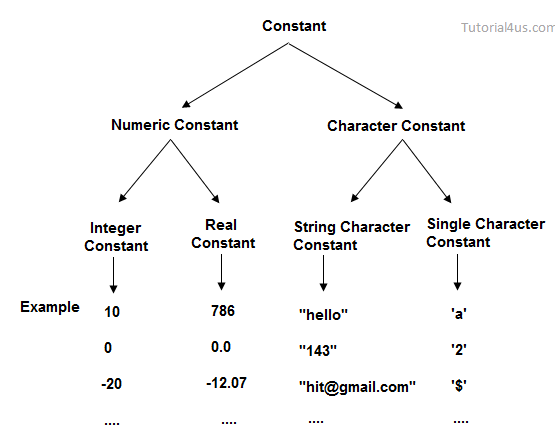 Tutorial4us.com
Constant
Numeric Constant
Character Constant
Integer
Constant
Real
Constant
String Character
Constant
Single Character
Constant
Example
10
786
"hello"
'a'
0
0.0
"143"
'2'
-20
-12.07
"hit@gmail.com"
'$'
....
....
....
....